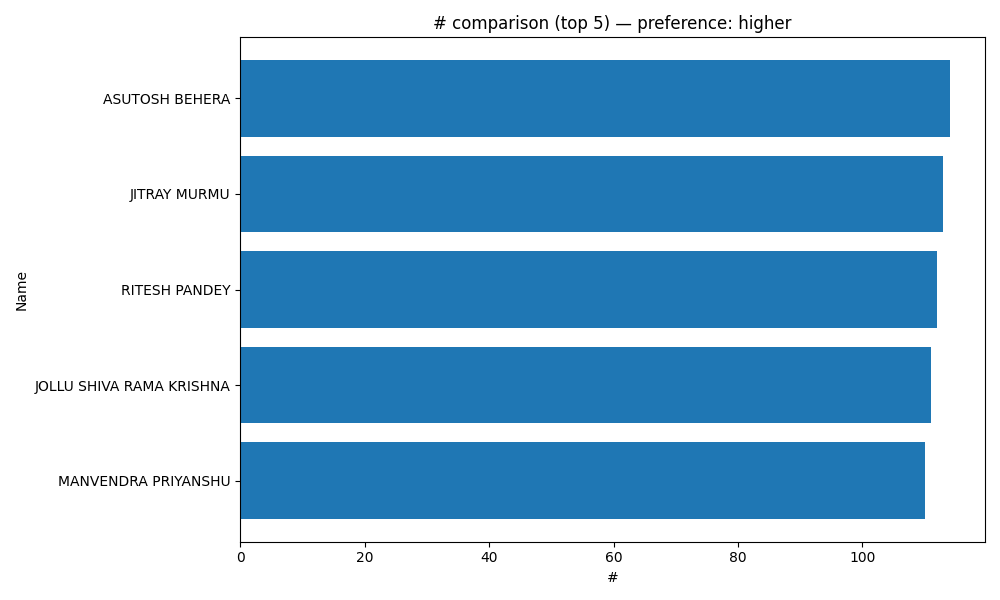 # comparison (top 5) — preference: higher
ASUTOSH BEHERA
JITRAY MURMU
RITESH PANDEY
JOLLU SHIVA RAMA KRISHNA
MANVENDRA PRIYANSHU
Name
0 20 40 60 80 100
#